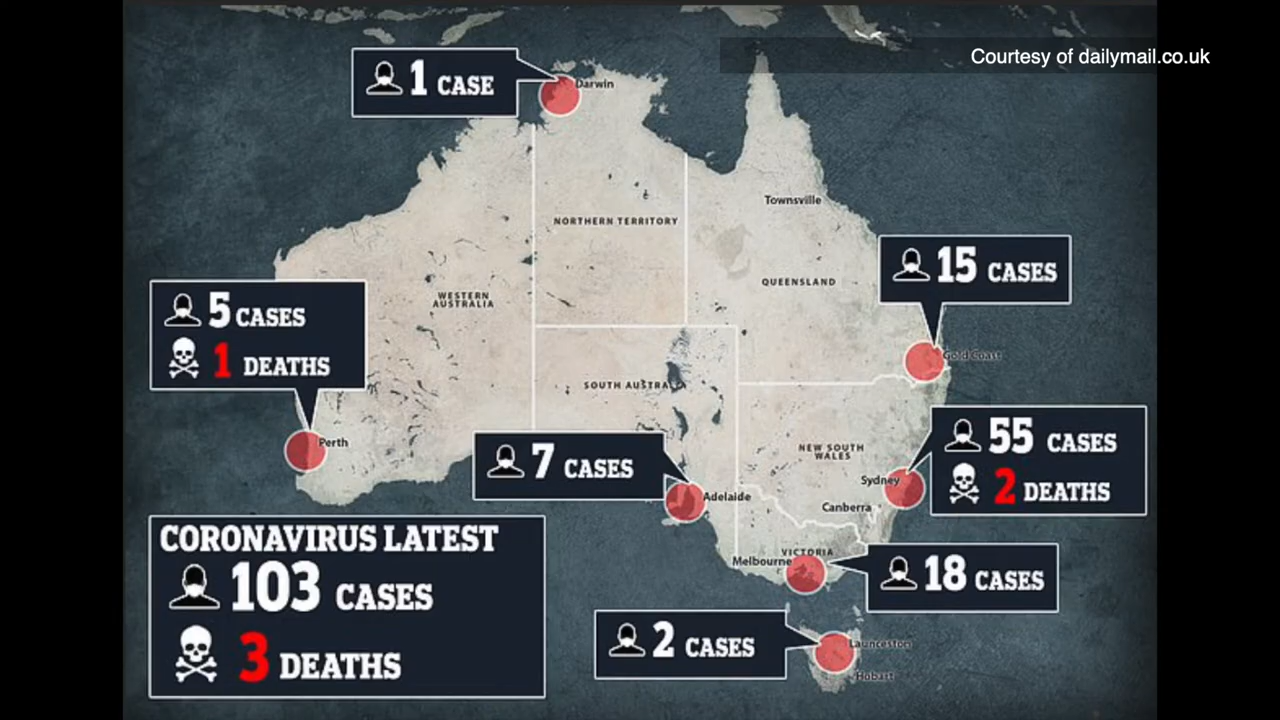 Courtesy of dailymail.co.uk
1 CASE
Darwin
Townsville
NORTHERN TERRITORY
QUEENSLAND
15 CASES
WESTERN
AUSTRALIA
5 CASES
1 DEATHS
Gold Coast
SOUTH AUSTRALIA
Perth
NEW SOUTH
WALES
55 CASES
2 DEATHS
7 CASES
Sydney
Adelaide
Canberra
CORONAVIRUS LATEST
103 CASES
3 DEATHS
VICTORIA
Melbourne
18 CASES
2 CASES
Launceston
Hobart